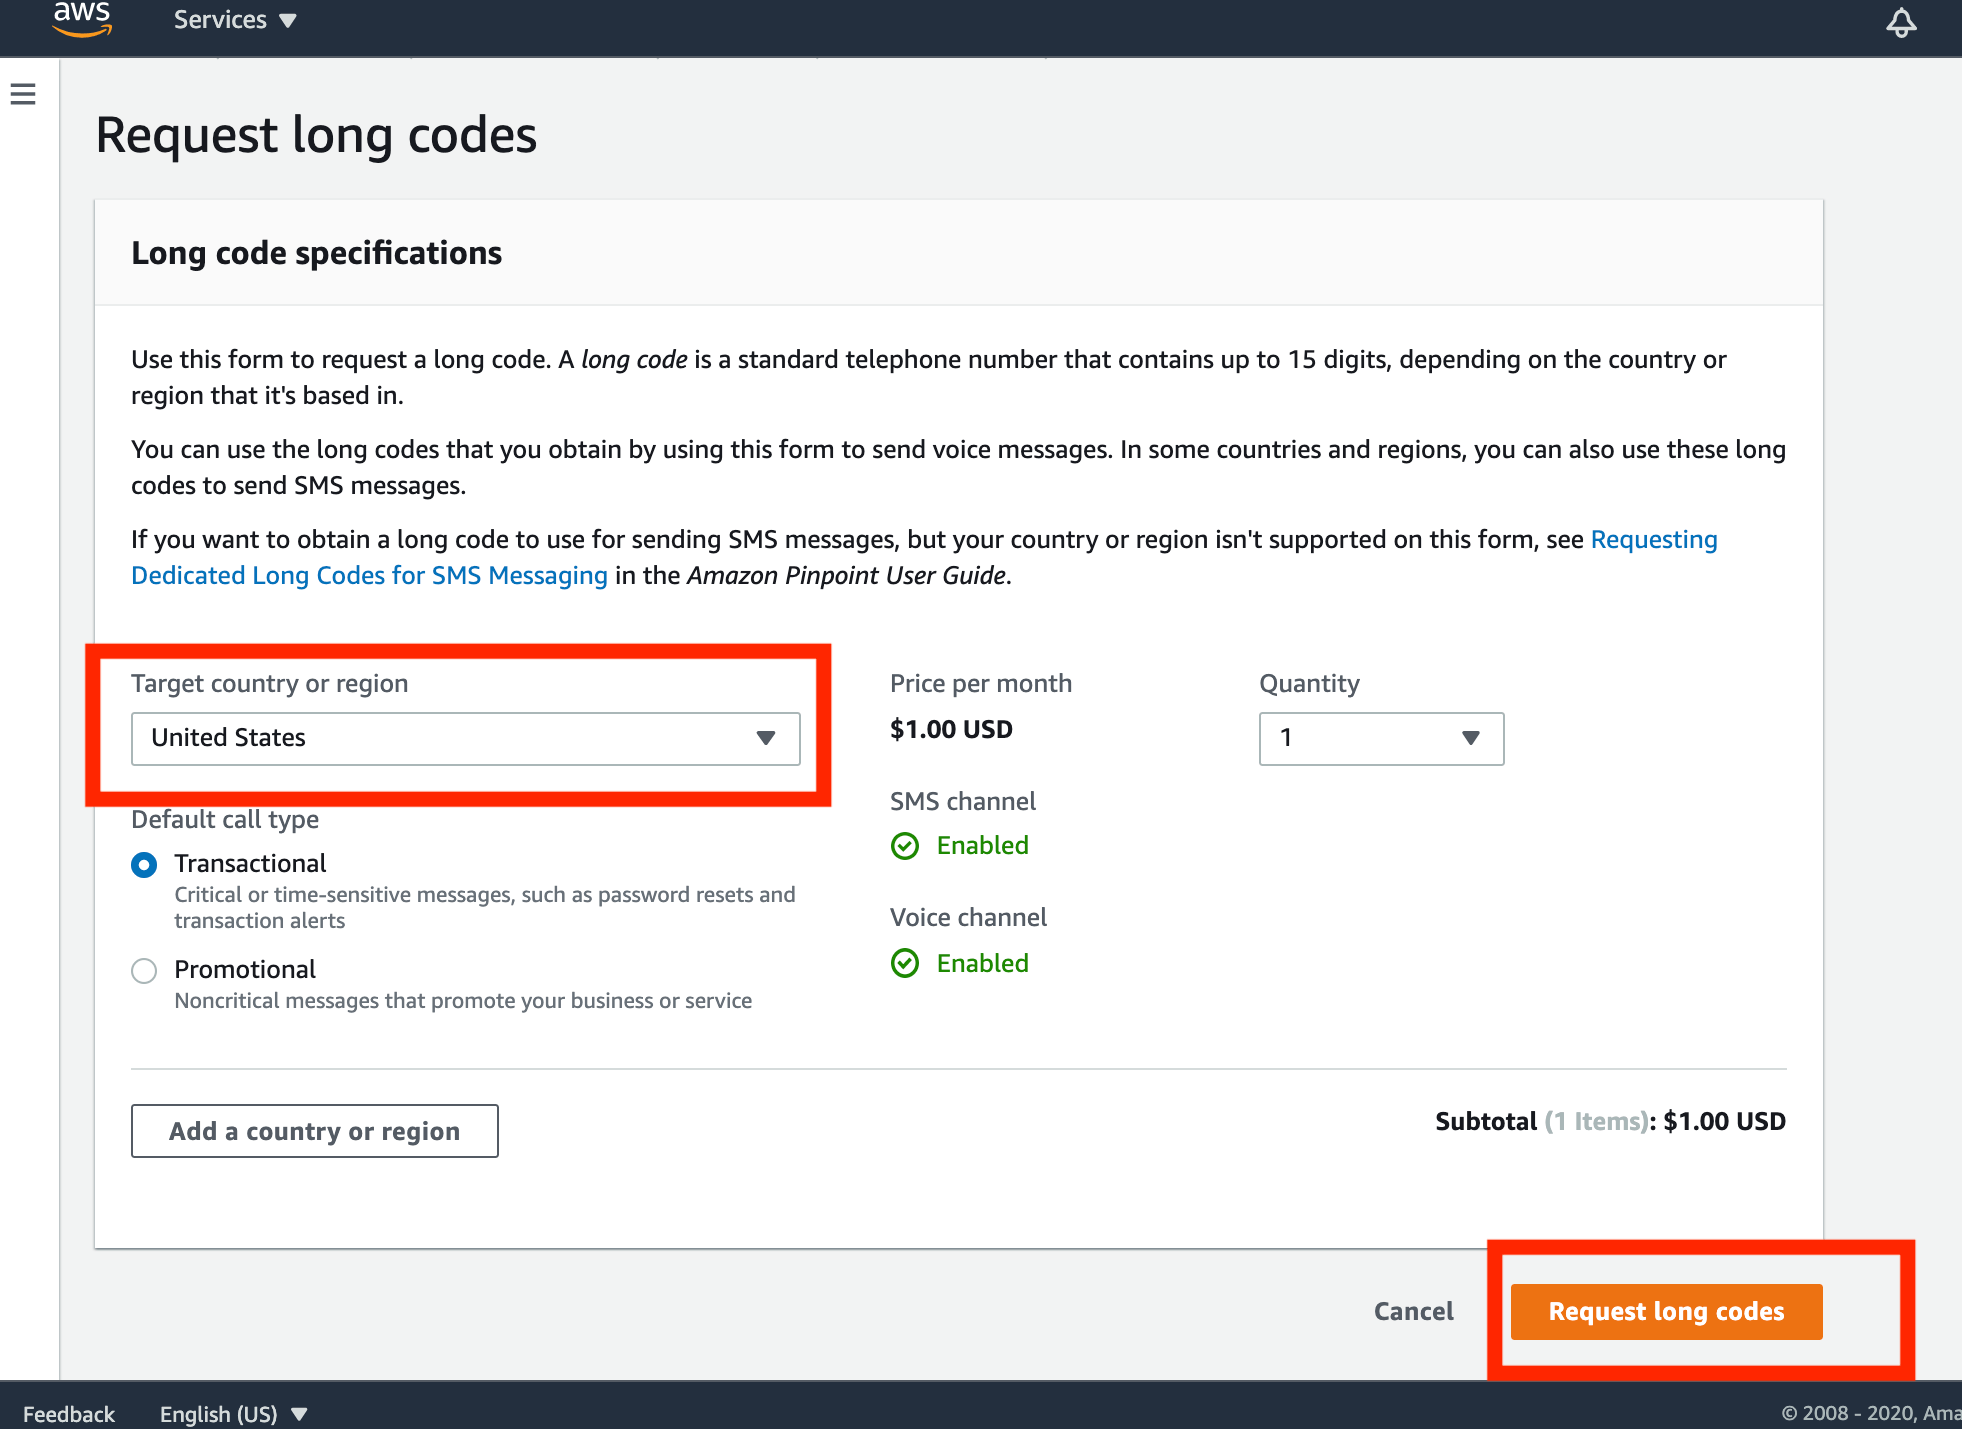 aws
Services
Request long codes
Long code specifications
Use this form to request a long code. A long code is a standard telephone number that contains up to 15 digits, depending on the country or
region that it's based in.
You can use the long codes that you obtain by using this form to send voice messages. In some countries and regions, you can also use these long
codes to send SMS messages.
If you want to obtain a long code to use for sending SMS messages, but your country or region isn't supported on this form, see Requesting
Dedicated Long Codes for SMS Messaging in the Amazon Pinpoint User Guide.
Target country or region
United States
Price per month
$1.00 USD
Quantity
1
SMS channel
Enabled
Voice channel
Enabled
Default call type
Transactional
Critical or time-sensitive messages, such as password resets and
transaction alerts
Promotional
Noncritical messages that promote your business or service
Add a country or region
Subtotal (1 Items): $1.00 USD
Cancel
Request long codes
Feedback
English (US)
© 2008 - 2020, Ama